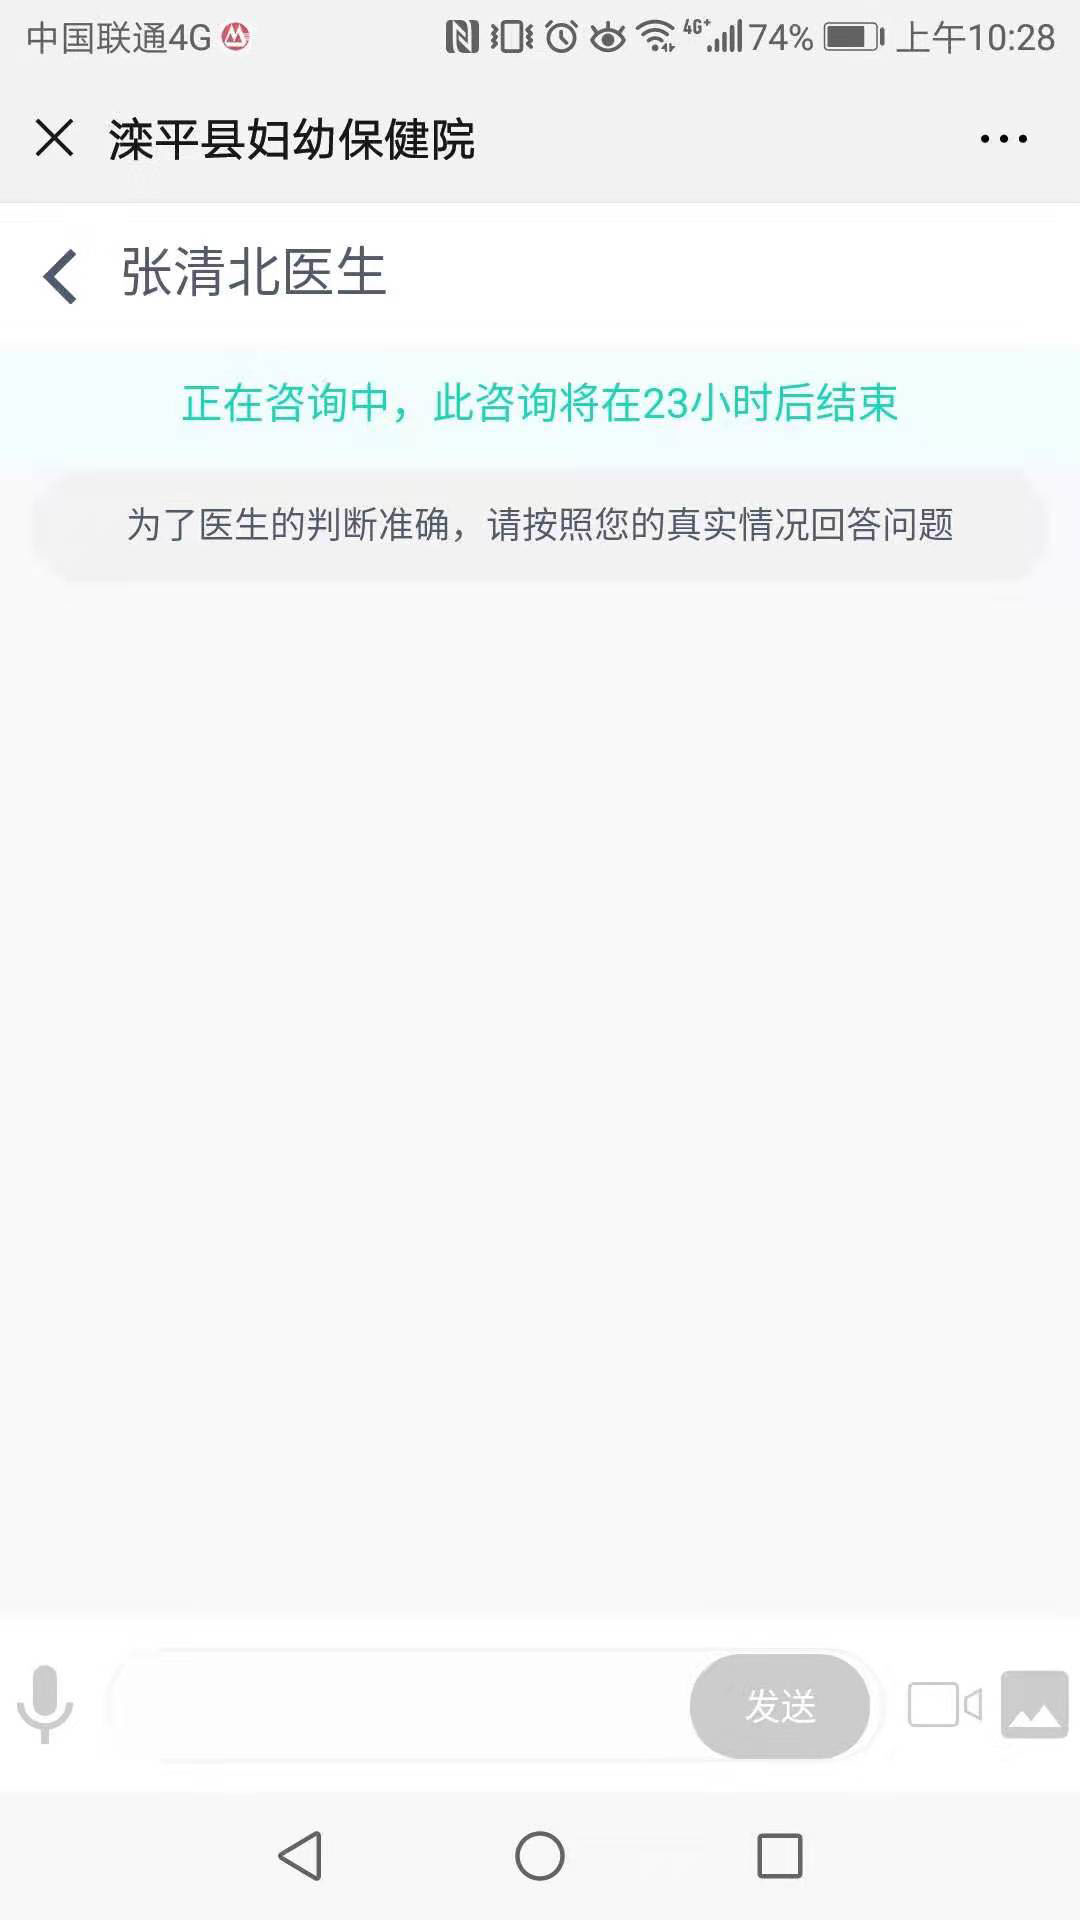 中国联通4G 4G+ 74% 上午10:28
滦平县妇幼保健院
张清北医生
正在咨询中，此咨询将在23小时后结束
为了医生的判断准确，请按照您的真实情况回答问题
发送